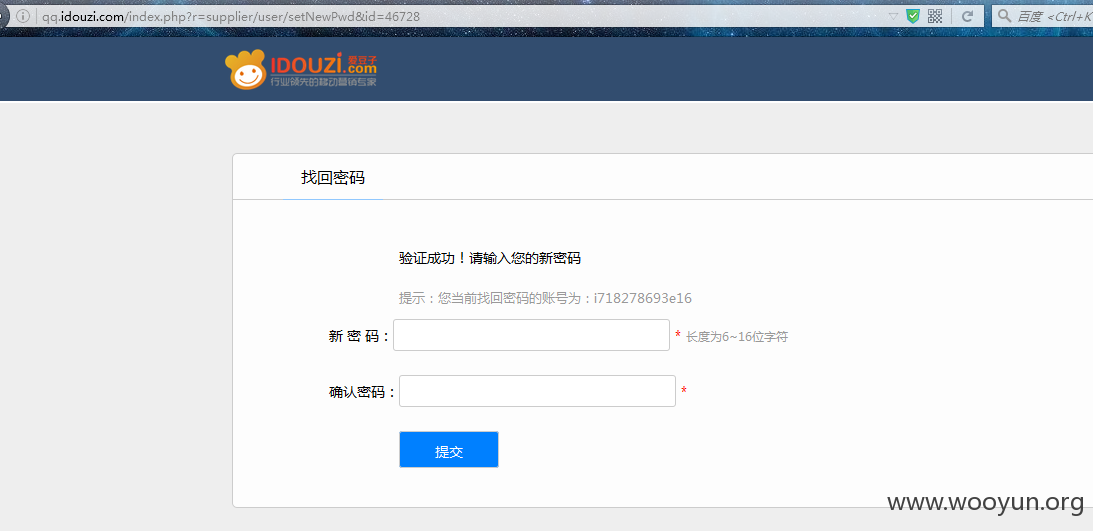 qq.idouzi.com/index.php?r=supplier/user/setNewPwd&id=46728
百度 <Ctrl+K
IDOUZI.com 爱豆子
行业领先的移动营销专家
找回密码
验证成功！请输入您的新密码
提示：您当前找回密码的账号为：i718278693e16
新 密 码： * 长度为6~16位字符
确认密码： *
提交
www.wooyun.org